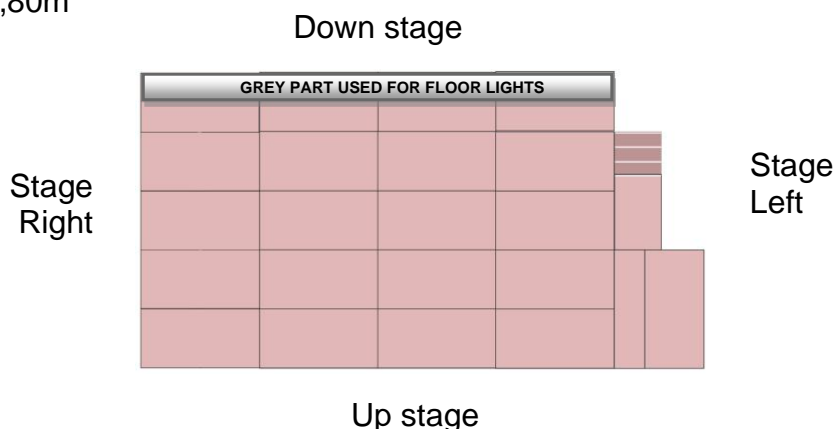 ,80m
Down stage
GREY PART USED FOR FLOOR LIGHTS
Stage
Right
Stage
Left
Up stage